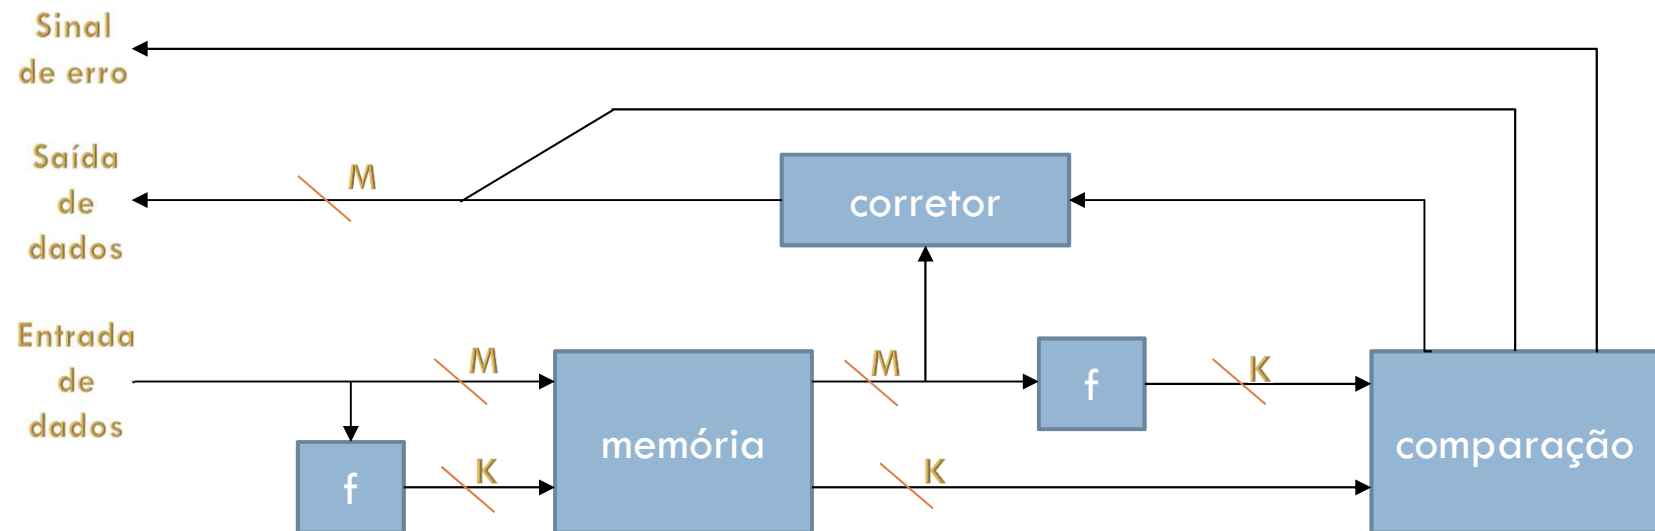 Sinal
de erro
Saída
de
dados
M
corretor
Entrada
de
dados
M
M
f
K
memória
comparação
f
K
K